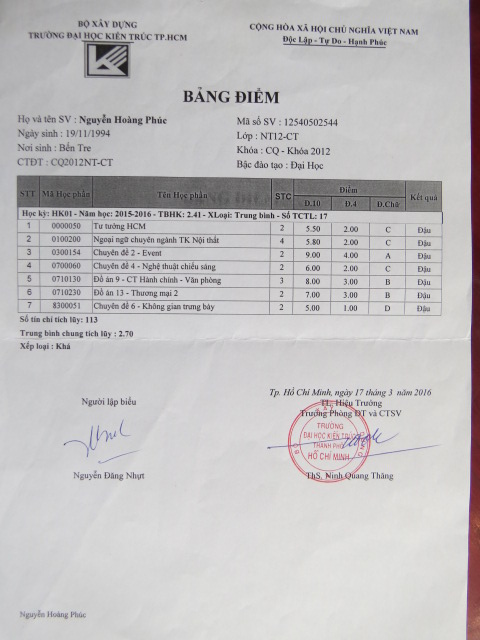 BỘ XÂY DỰNG
TRƯỜNG ĐẠI HỌC KIẾN TRÚC TP.HCM
CỘNG HÒA XÃ HỘI CHỦ NGHĨA VIỆT NAM
Độc Lập - Tự Do - Hạnh Phúc
BẢNG ĐIỂM
Họ và tên SV : Nguyễn Hoàng Phúc
Mã số SV : 12540502544
Ngày sinh : 19/11/1994
Lớp : NT12-CT
Nơi sinh : Bến Tre
Khóa : CQ - Khóa 2012
CTĐT : CQ2012NT-CT
Bậc đào tạo : Đại Học
STT Mã Học phần Tên Học phần STC Điểm Kết quả
Đ.10 Đ.4 Đ.Chữ
Học kỳ: HK01 - Năm học: 2015-2016 - TBHK: 2.41 - XLoại: Trung bình - Số TCTL: 17
1 0000050 Tư tưởng HCM 2 5.50 2.00 C Đậu
2 0100200 Ngoại ngữ chuyên ngành TK Nội thất 4 5.80 2.00 C Đậu
3 0300154 Chuyên đề 2 - Event 2 9.00 4.00 A Đậu
4 0700060 Chuyên đề 4 - Nghệ thuật chiếu sáng 2 6.00 2.00 C Đậu
5 0710130 Đồ án 9 - CT Hành chính - Văn phòng 3 8.00 3.00 B Đậu
6 0710230 Đồ án 13 - Thương mại 2 2 7.00 3.00 B Đậu
7 8300051 Chuyên đề 6 - Không gian trưng bày 2 5.00 1.00 D Đậu
Số tín chỉ tích lũy: 113
Trung bình chung tích lũy : 2.70
Xếp loại : Khá
Tp. Hồ Chí Minh, ngày 17 tháng 3 năm 2016
Người lập biểu
TL, Hiệu Trưởng
Trưởng Phòng ĐT và CTSV
TRƯỜNG
ĐẠI HỌC KIẾN TRÚC
THÀNH PHỐ
HỒ CHÍ MINH
Nguyễn Đăng Nhựt
ThS. Ninh Quang Thăng
Nguyễn Hoàng Phúc